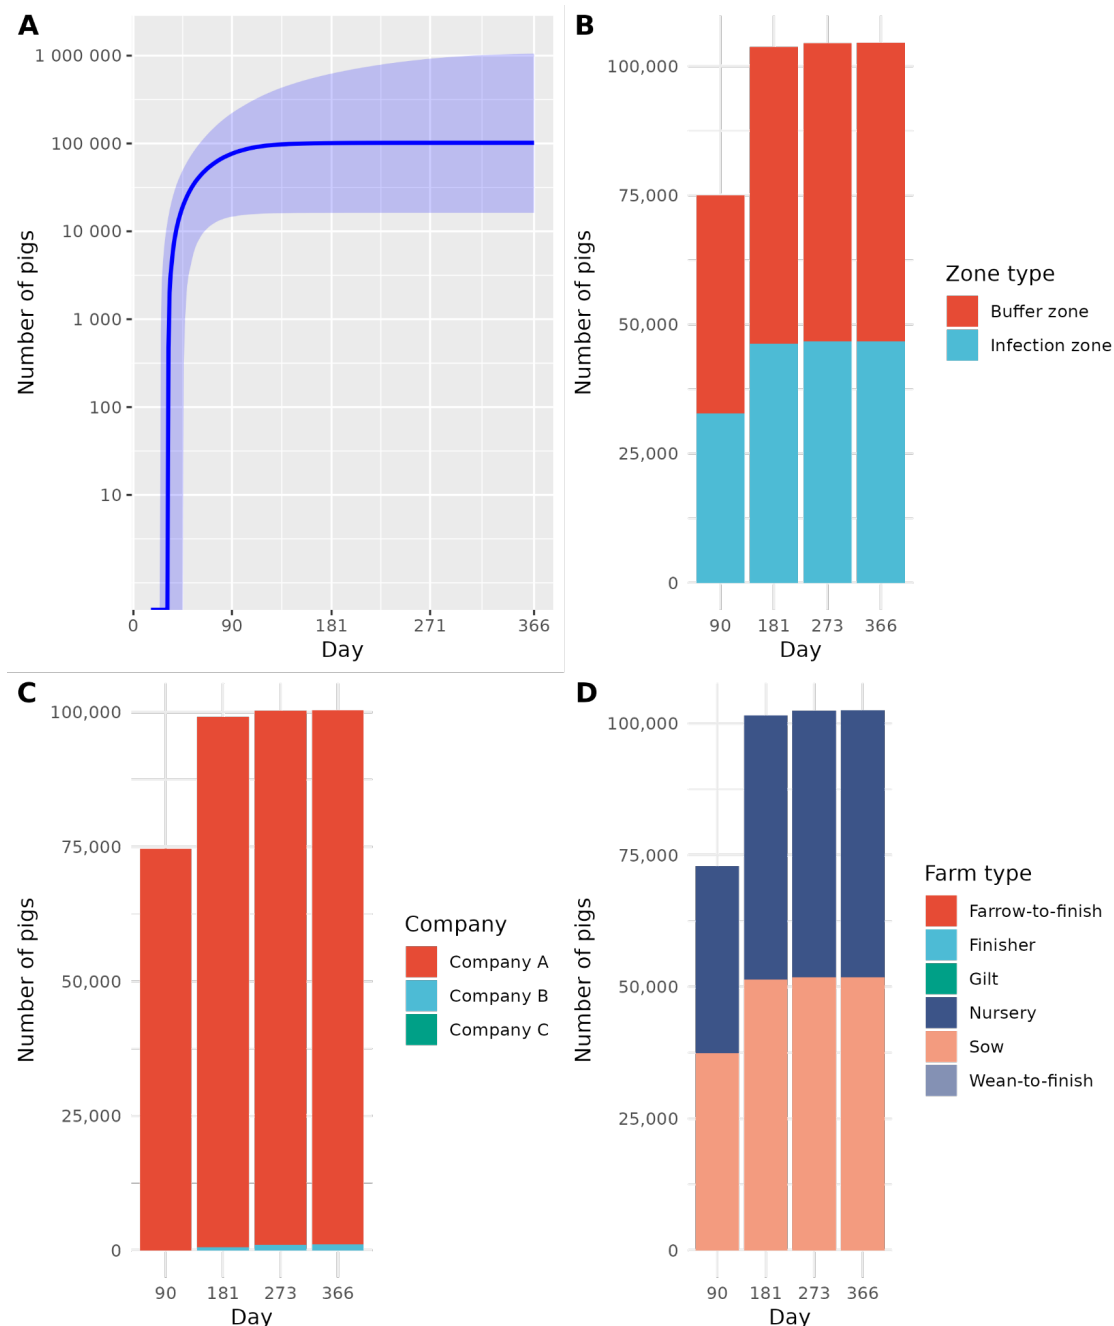 A
Number of pigs
1 000 000
100 000
10 000
1 000
100
10
0 90 181 271 366
Day
B
Number of pigs
100,000
75,000
50,000
25,000
0
90 181 273 366
Day
Zone type
Buffer zone
Infection zone
C
Number of pigs
100,000
75,000
50,000
25,000
0
90 181 273 366
Day
Company
Company A
Company B
Company C
D
Number of pigs
100,000
75,000
50,000
25,000
0
90 181 273 366
Day
Farm type
Farrow-to-finish
Finisher
Gilt
Nursery
Sow
Wean-to-finish